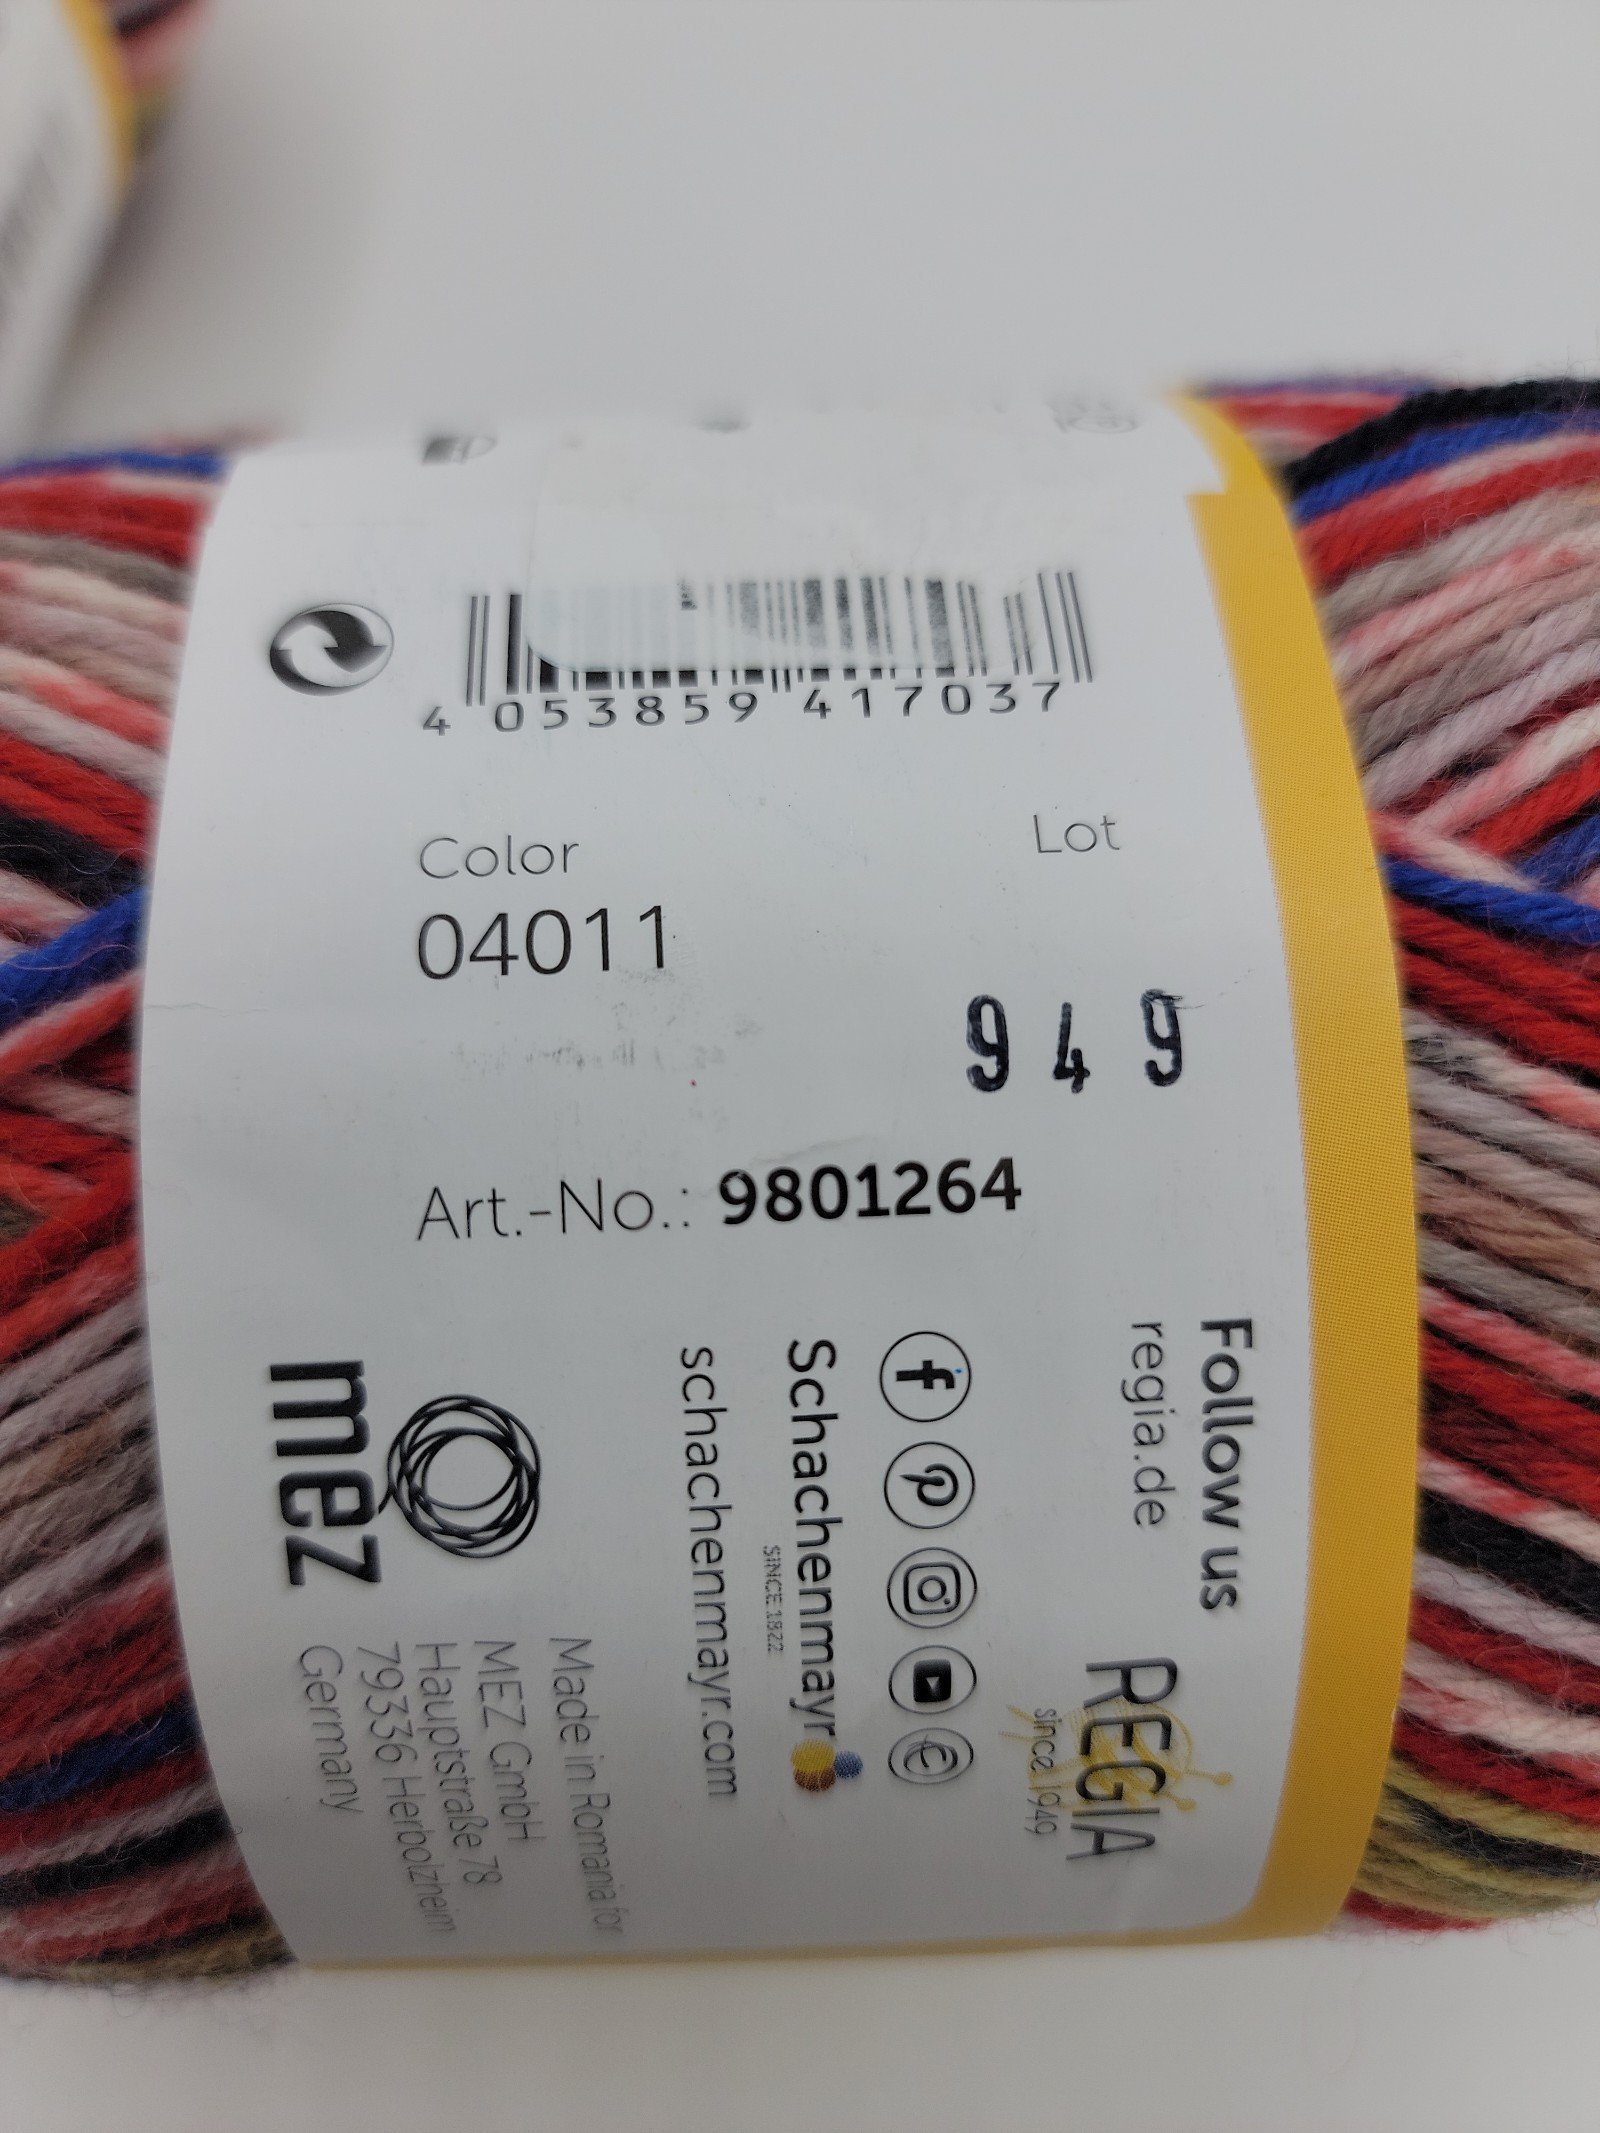 4 053859 417037
Color
Lot
04011
949
Art.-No.: 9801264
Follow us
regia.de
REGIA
since 1949
Schachenmayr
SINCE 1822
schachenmayr.com
mez
Made in Romania for
MEZ GmbH
Hauptstraße 78
79336 Herbolzheim
Germany